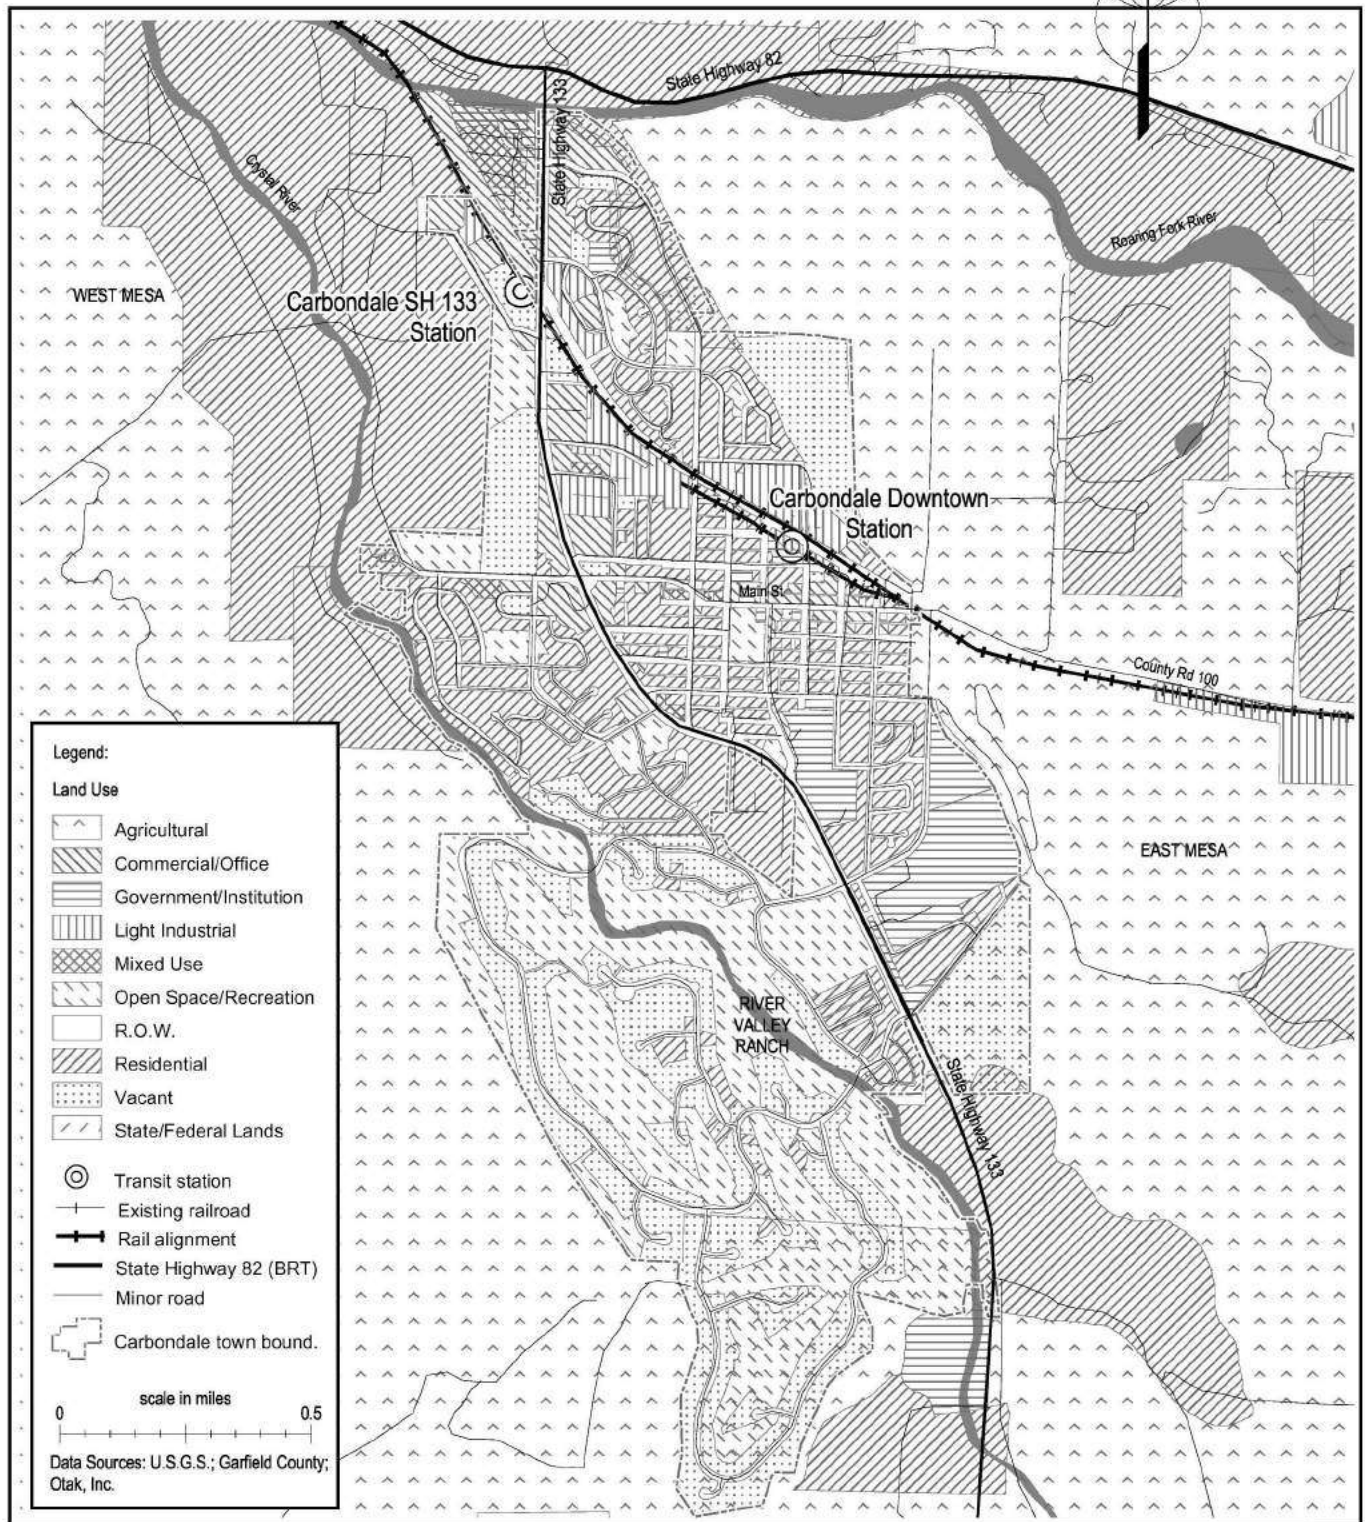 State Highway 82
State Highway 133
Crystal River
Roaring Fork River
WEST MESA
Carbondale SH 133
Station
Carbondale Downtown
Station
Main St.
County Rd 100
EAST MESA
RIVER
VALLEY
RANCH
State Highway 133
Legend:
Land Use
Agricultural
Commercial/Office
Government/Institution
Light Industrial
Mixed Use
Open Space/Recreation
R.O.W.
Residential
Vacant
State/Federal Lands
Transit station
Existing railroad
Rail alignment
State Highway 82 (BRT)
Minor road
Carbondale town bound.
scale in miles
0 0.5
Data Sources: U.S.G.S.; Garfield County;
Otak, Inc.